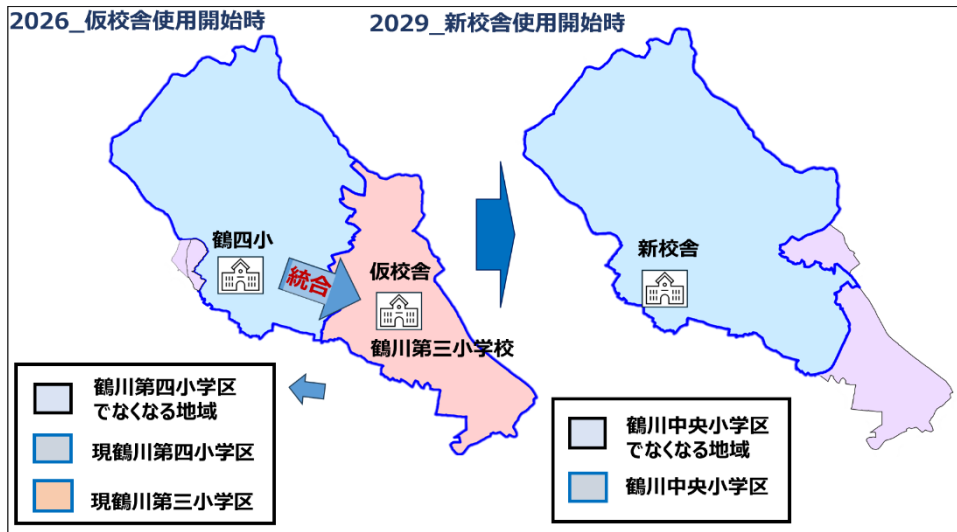 2026_仮校舎使用開始時
2029_新校舎使用開始時
鶴四小
統合
仮校舎
鶴川第三小学校
新校舎
鶴川第四小学区
でなくなる地域
現鶴川第四小学区
現鶴川第三小学区
鶴川中央小学区
でなくなる地域
鶴川中央小学区